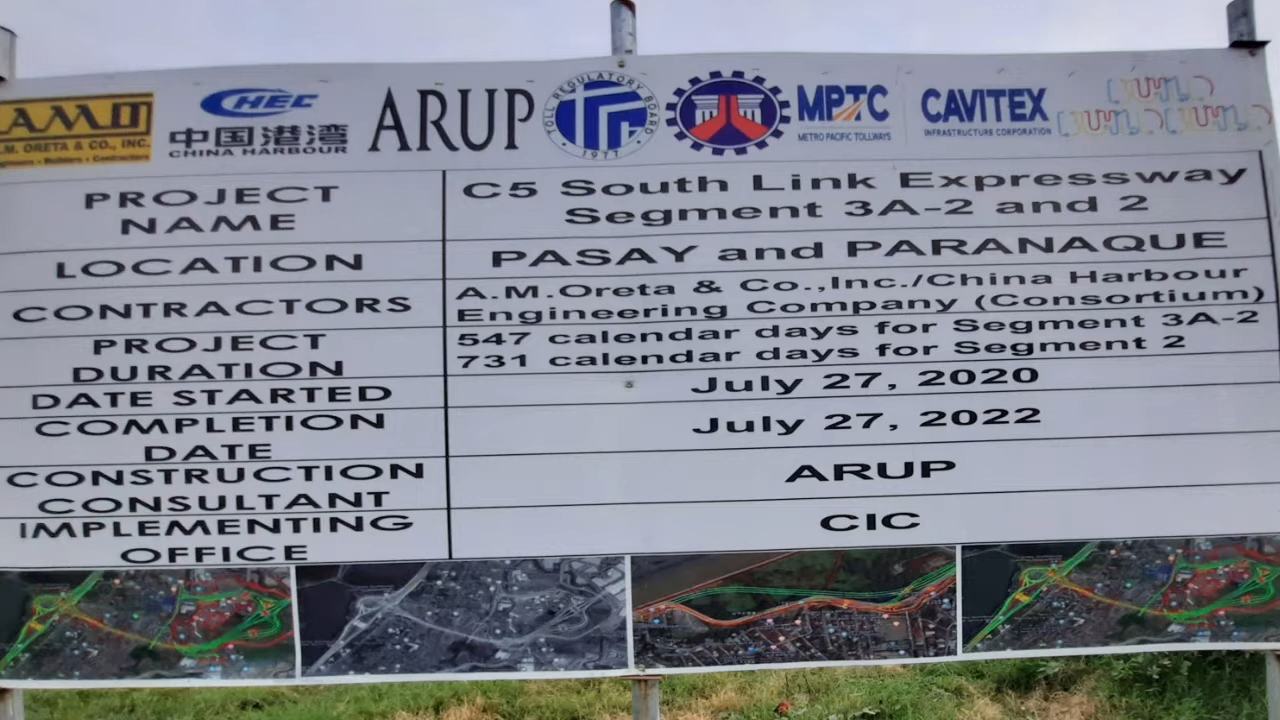 AMO
A.M. ORETA & CO., INC.
Builders • Contractors
CHEC
中国港湾
CHINA HARBOUR
ARUP
TOLL REGULATORY BOARD
1977
MPTC
METRO PACIFIC TOLLWAYS
CAVITEX
INFRASTRUCTURE CORPORATION
PROJECT
NAME
C5 South Link Expressway
Segment 3A-2 and 2
LOCATION
PASAY and PARANAQUE
CONTRACTORS
A.M.Oreta & Co.,Inc./China Harbour
Engineering Company (Consortium)
PROJECT
DURATION
547 calendar days for Segment 3A-2
731 calendar days for Segment 2
DATE STARTED
July 27, 2020
COMPLETION
DATE
July 27, 2022
CONSTRUCTION
CONSULTANT
ARUP
IMPLEMENTING
OFFICE
CIC